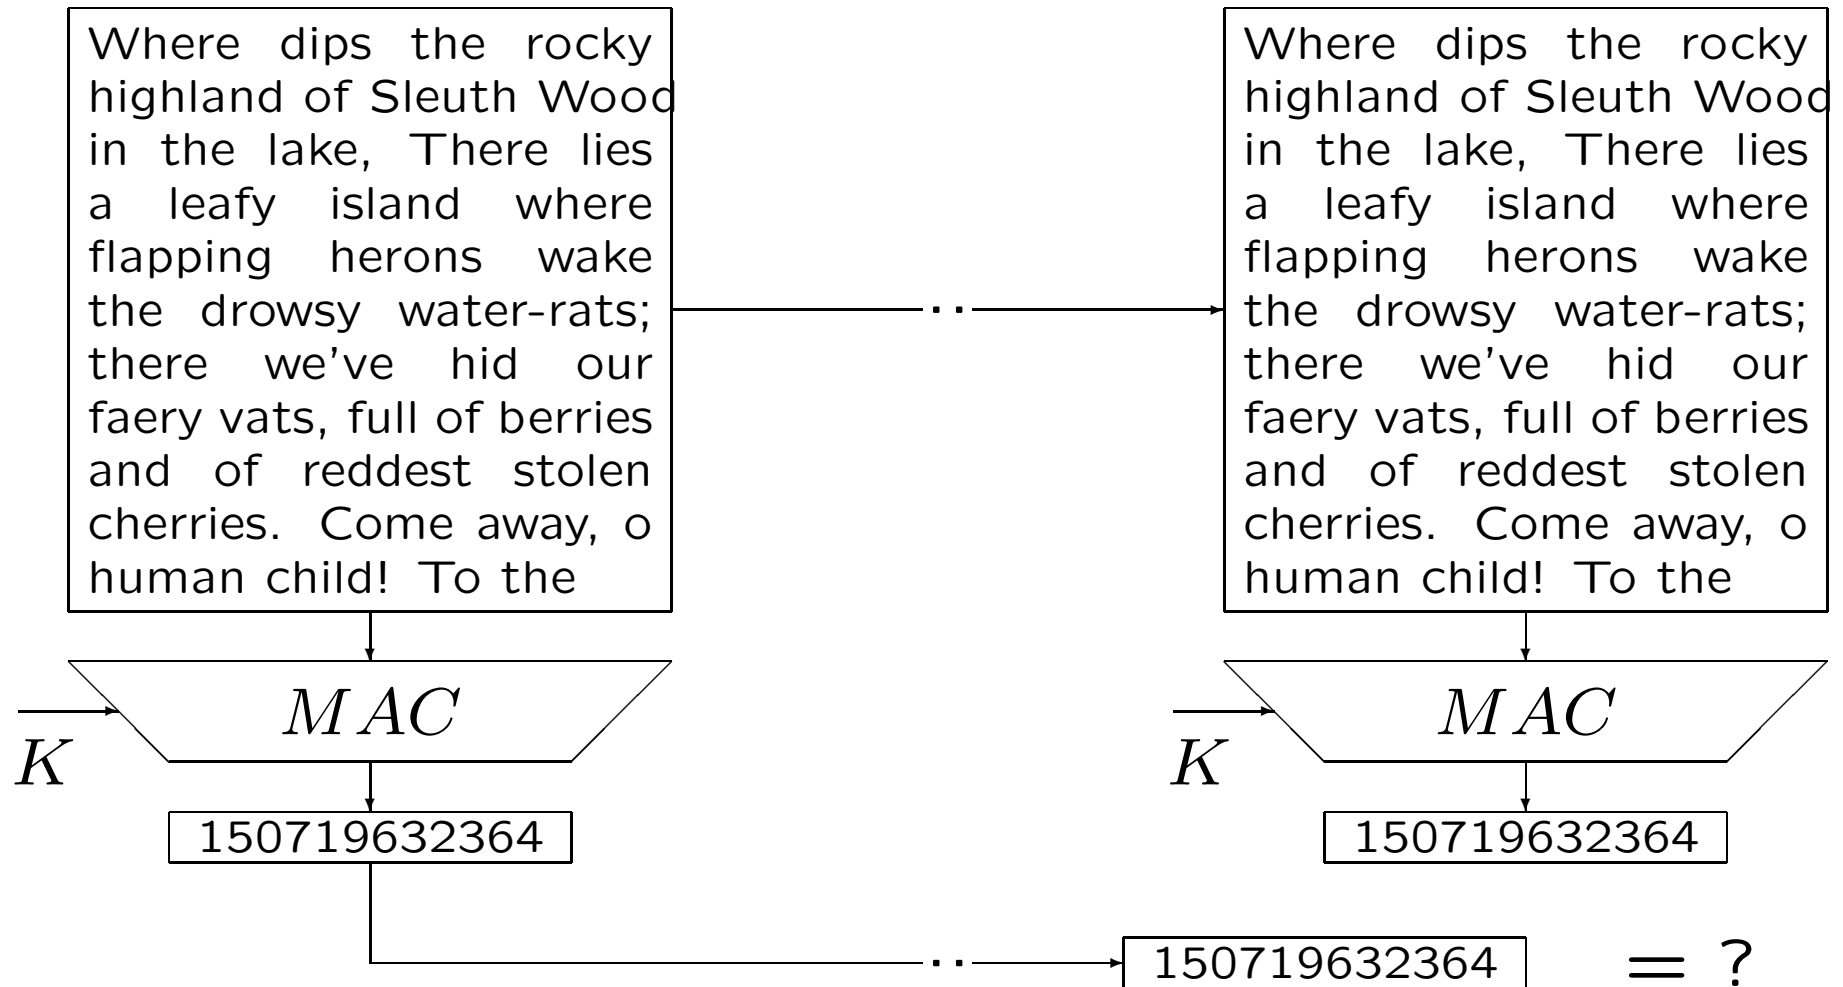 Where dips the rocky
highland of Sleuth Wood
in the lake, There lies
a leafy island where
flapping herons wake
the drowsy water-rats;
there we've hid our
faery vats, full of berries
and of reddest stolen
cherries. Come away, o
human child! To the
MAC
K
150719632364
Where dips the rocky
highland of Sleuth Wood
in the lake, There lies
a leafy island where
flapping herons wake
the drowsy water-rats;
there we've hid our
faery vats, full of berries
and of reddest stolen
cherries. Come away, o
human child! To the
MAC
K
150719632364
150719632364 = ?